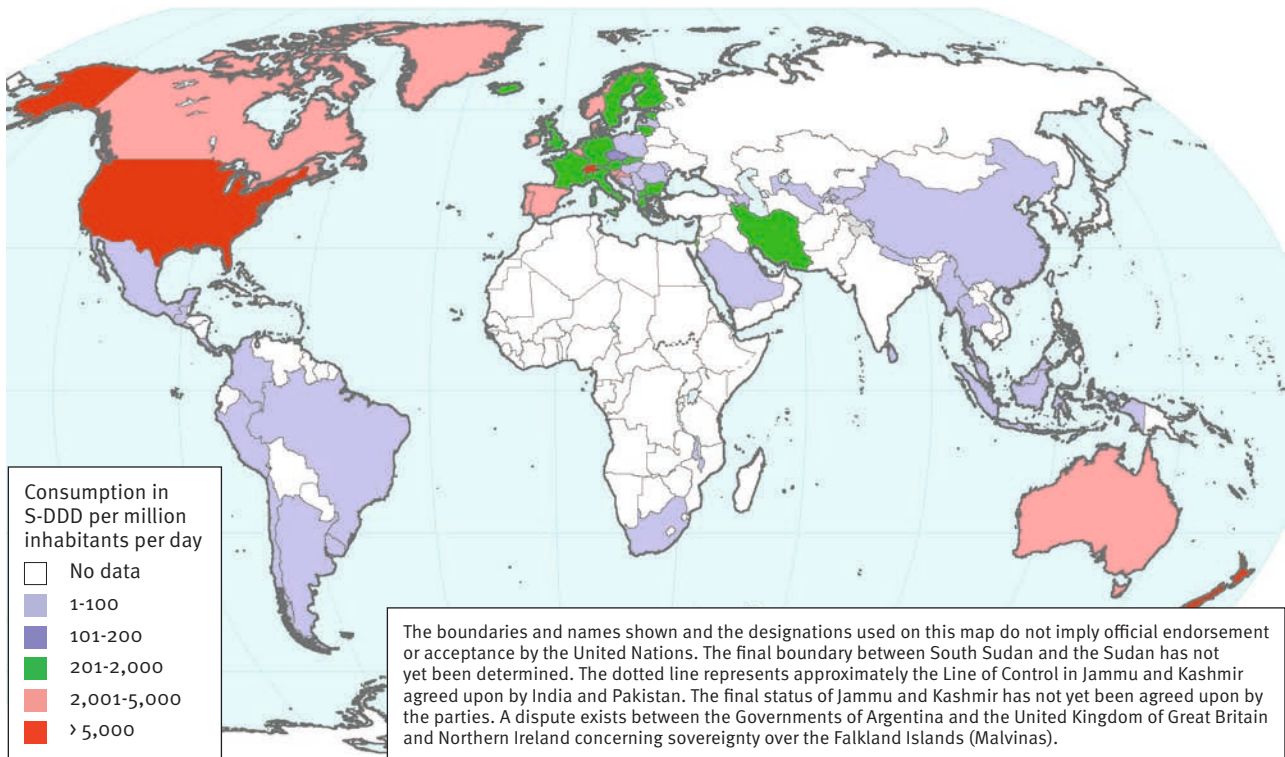 Consumption in
S-DDD per million
inhabitants per day
No data
1-100
101-200
201-2,000
2,001-5,000
> 5,000
The boundaries and names shown and the designations used on this map do not imply official endorsement
or acceptance by the United Nations. The final boundary between South Sudan and the Sudan has not
yet been determined. The dotted line represents approximately the Line of Control in Jammu and Kashmir
agreed upon by India and Pakistan. The final status of Jammu and Kashmir has not yet been agreed upon by
the parties. A dispute exists between the Governments of Argentina and the United Kingdom of Great Britain
and Northern Ireland concerning sovereignty over the Falkland Islands (Malvinas).